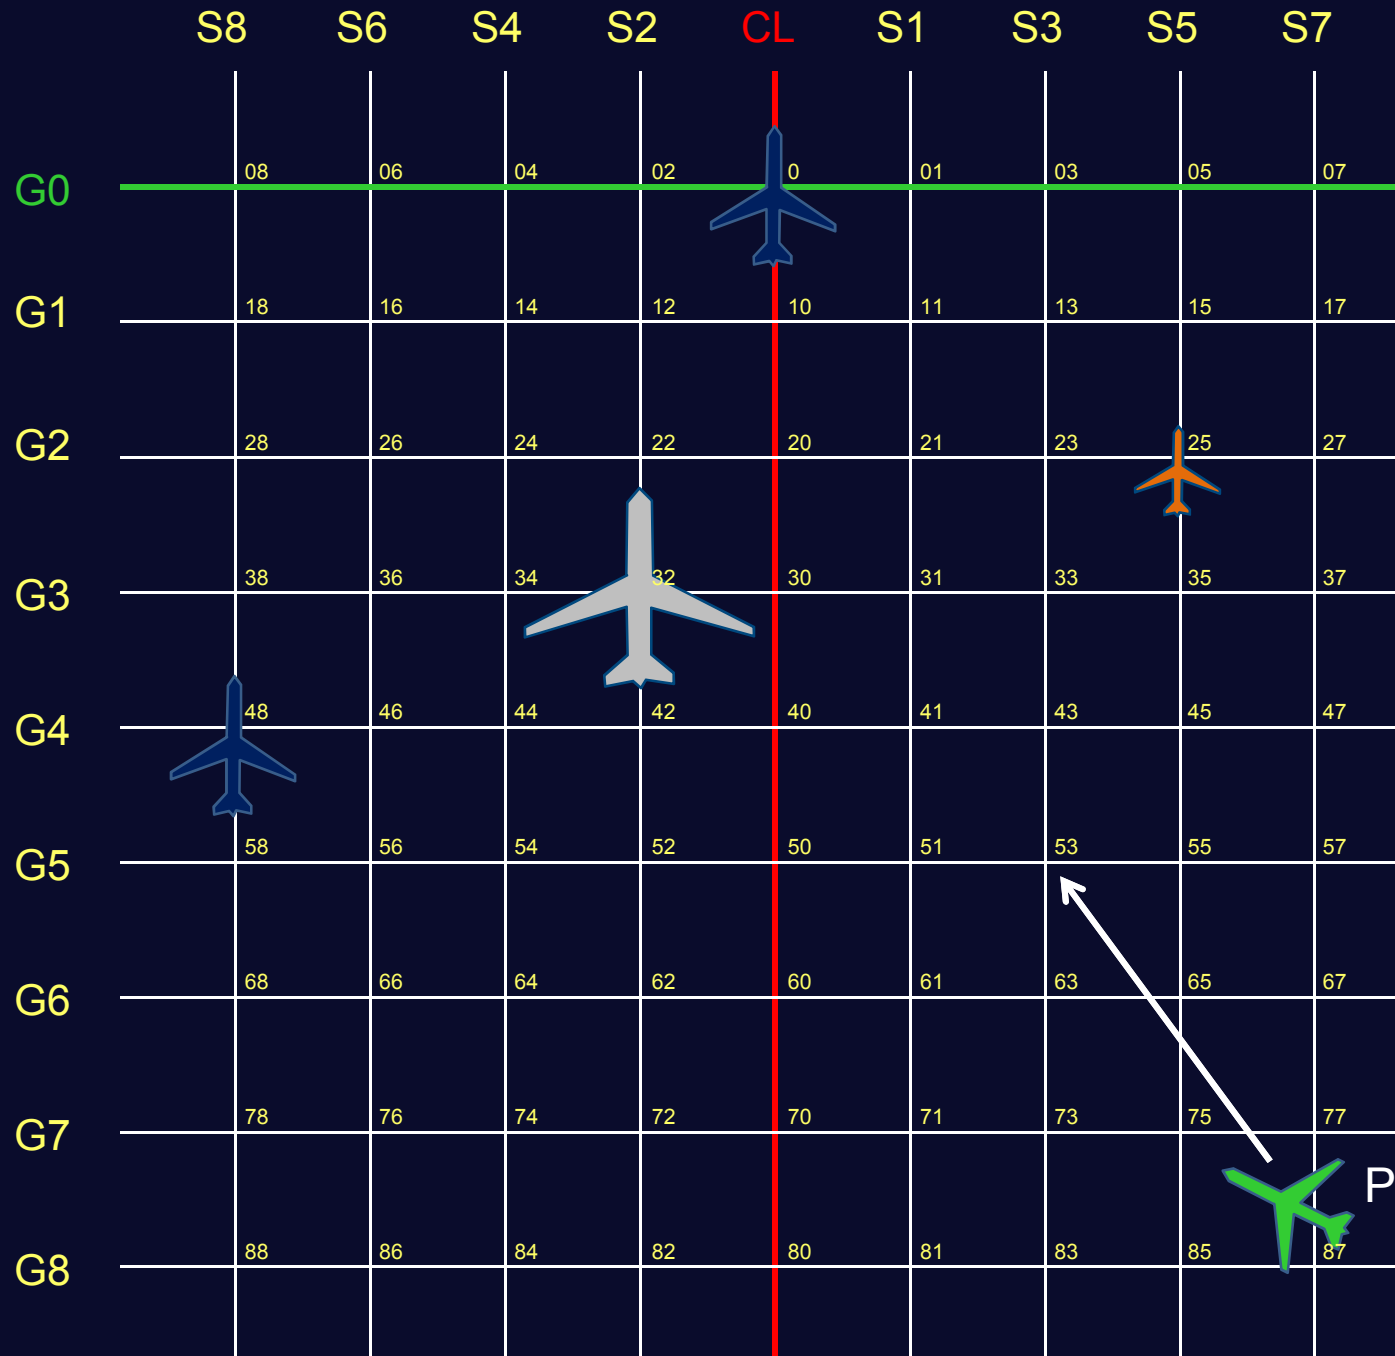 S8 S6 S4 S2 CL S1 S3 S5 S7
08 06 04 02 0 01 03 05 07
G0
18 16 14 12 10 11 13 15 17
G1
28 26 24 22 20 21 23 25 27
G2
38 36 34 32 30 31 33 35 37
G3
48 46 44 42 40 41 43 45 47
G4
58 56 54 52 50 51 53 55 57
G5
68 66 64 62 60 61 63 65 67
G6
78 76 74 72 70 71 73 75 77
G7
P
88 86 84 82 80 81 83 85 87
G8